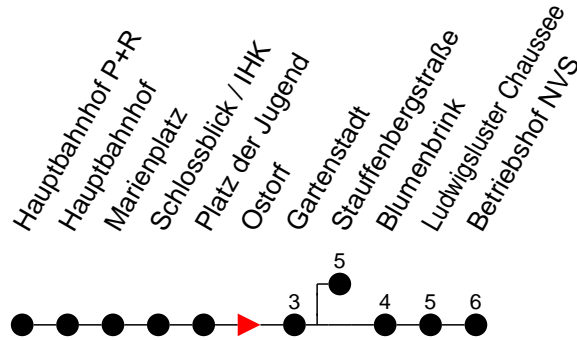 Hauptbahnhof P+R
Hauptbahnhof
Marienplatz
Schlossblick / IHK
Platz der Jugend
Ostorf
Gartenstadt
Stauffenbergstraße
Blumenbrink
Ludwigsluster Chaussee
Betriebshof NVS
5
3
4
5
6